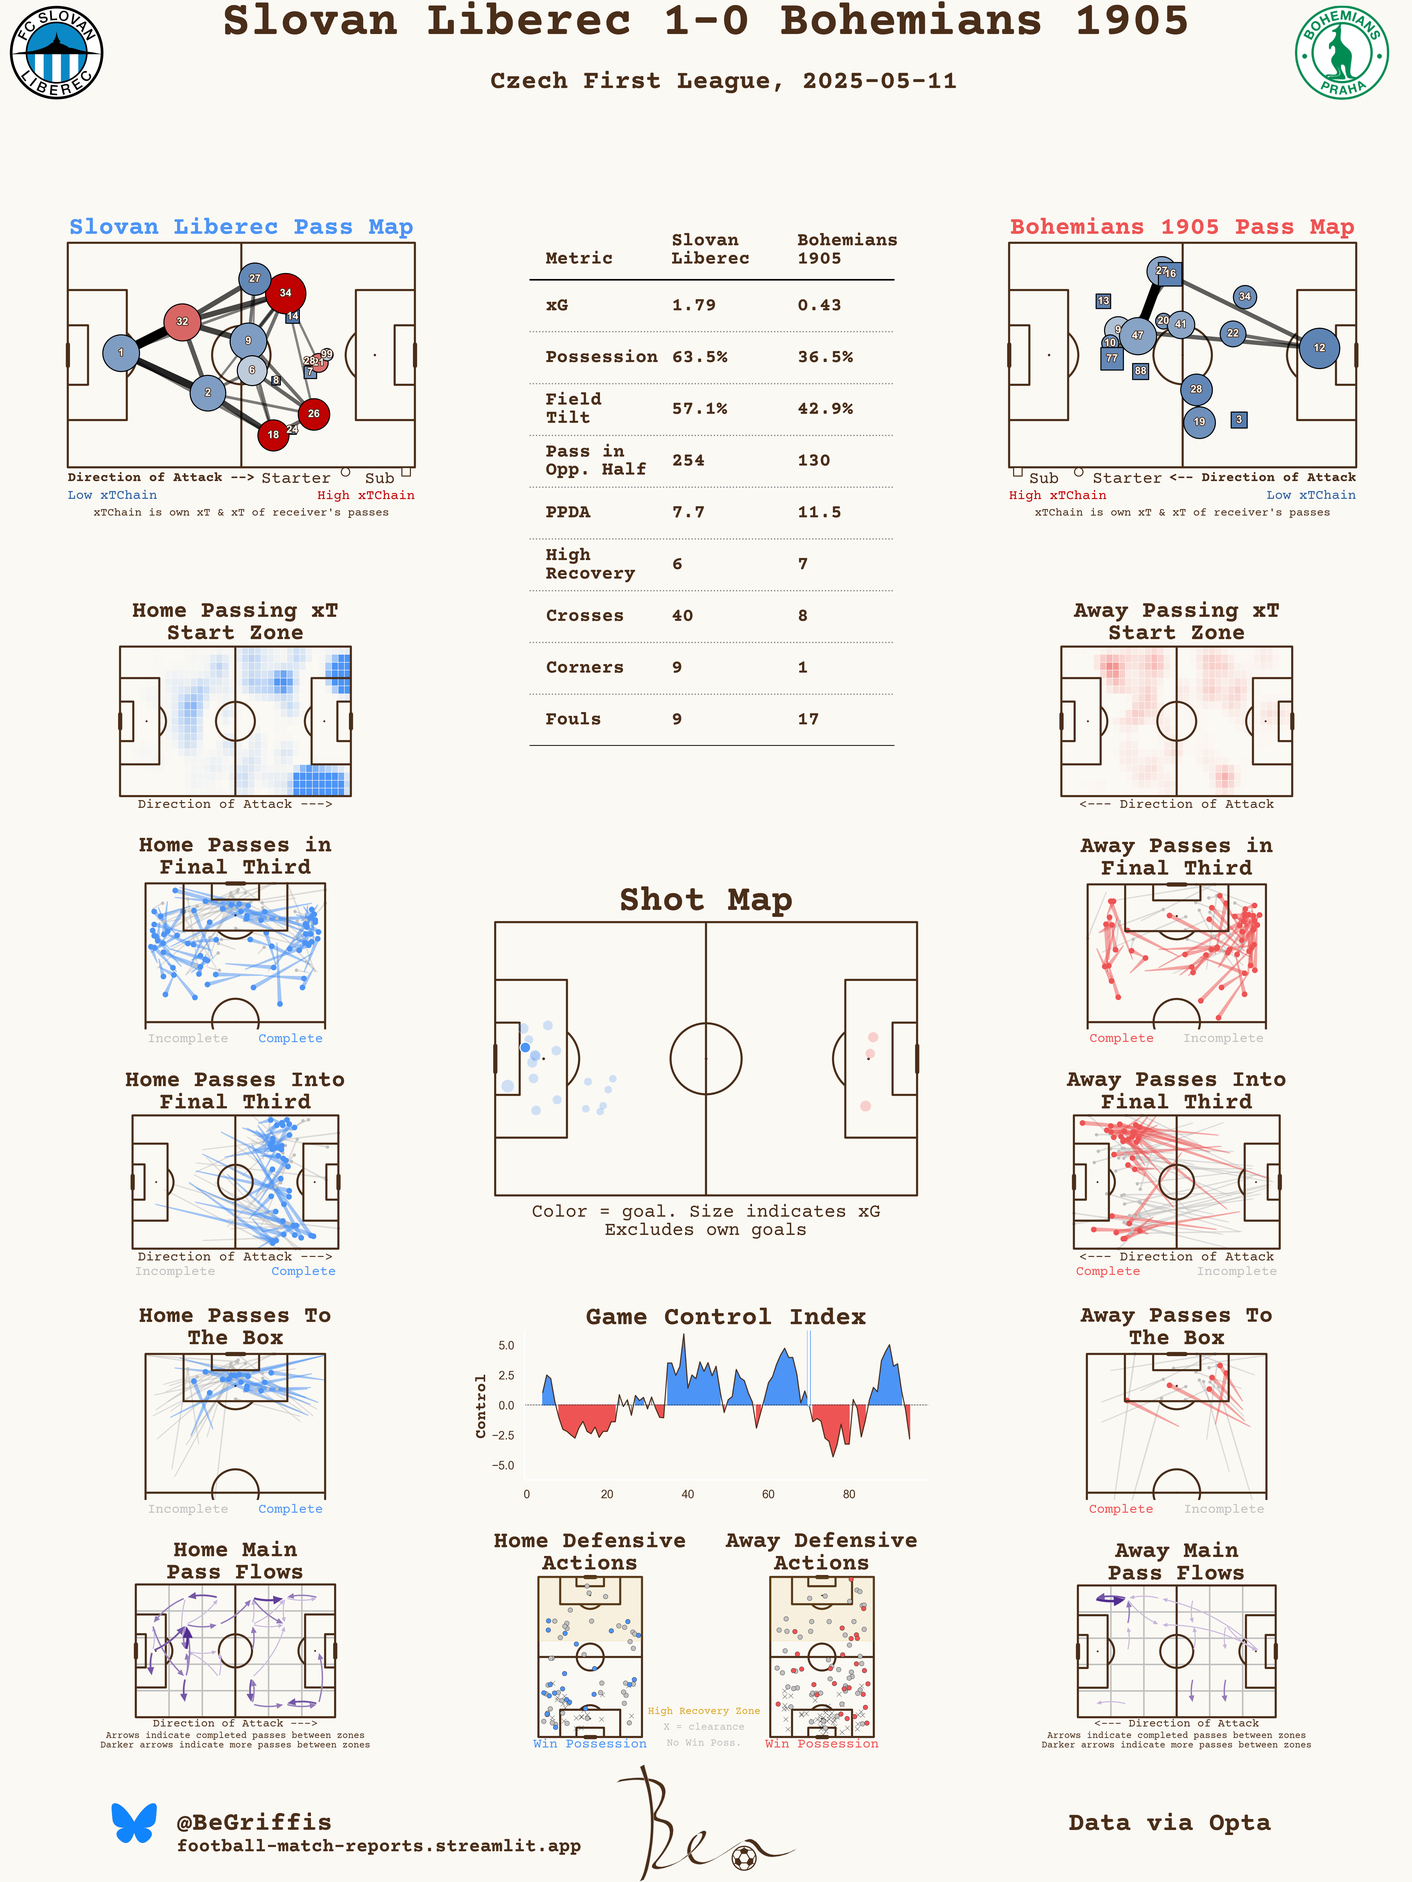 Slovan Liberec 1-0 Bohemians 1905
Czech First League, 2025-05-11
FC SLOVAN
LIBEREC
BOHEMIANS
PRAHA
Slovan Liberec Pass Map
27
34
14
32
9
1
99
28
21
6
7
8
2
26
24
18
Direction of Attack --> Starter Sub
Low xTChain High xTChain
xTChain is own xT & xT of receiver's passes
Metric Slovan Liberec Bohemians 1905
xG 1.79 0.43
Possession 63.5% 36.5%
Field Tilt 57.1% 42.9%
Pass in Opp. Half 254 130
PPDA 7.7 11.5
High Recovery 6 7
Crosses 40 8
Corners 9 1
Fouls 9 17
Bohemians 1905 Pass Map
27
16
13
34
20
41
9
47
22
10
12
77
88
28
19
3
Sub Starter <-- Direction of Attack
High xTChain Low xTChain
xTChain is own xT & xT of receiver's passes
Home Passing xT
Start Zone
Direction of Attack --->
Away Passing xT
Start Zone
<--- Direction of Attack
Home Passes in
Final Third
Incomplete Complete
Away Passes in
Final Third
Complete Incomplete
Shot Map
Color = goal. Size indicates xG
Excludes own goals
Home Passes Into
Final Third
Direction of Attack --->
Incomplete Complete
Away Passes Into
Final Third
<--- Direction of Attack
Complete Incomplete
Home Passes To
The Box
Incomplete Complete
Game Control Index
Control
5.0
2.5
0.0
−2.5
−5.0
0 20 40 60 80
Away Passes To
The Box
Complete Incomplete
Home Main
Pass Flows
Direction of Attack --->
Arrows indicate completed passes between zones
Darker arrows indicate more passes between zones
Home Defensive
Actions
Win Possession
High Recovery Zone
X = clearance
No Win Poss.
Away Defensive
Actions
Win Possession
Away Main
Pass Flows
<--- Direction of Attack
Arrows indicate completed passes between zones
Darker arrows indicate more passes between zones
@BeGriffis
football-match-reports.streamlit.app
Ben
Data via Opta